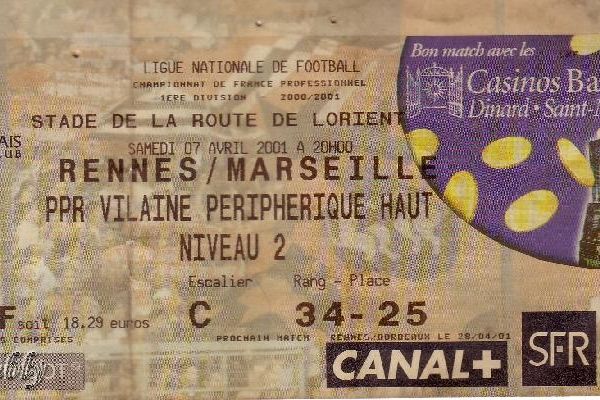 Bon match avec les
Casinos Ba
Dinard · Saint-
LIGUE NATIONALE DE FOOTBALL
CHAMPIONNAT DE FRANCE PROFESSIONNEL
1ERE DIVISION 2000/2001
STADE DE LA ROUTE DE LORIENT
AIS
UB
SAMEDI 07 AVRIL 2001 A 20H00
RENNES/MARSEILLE
PPR VILAINE PERIPHERIQUE HAUT
NIVEAU 2
Escalier Rang - Place
F soit 18.29 euros C 34-25
S COMPRISES PROCHAIN MATCH RENNES/BORDEAUX LE 28/04/01
CANAL+ SFR